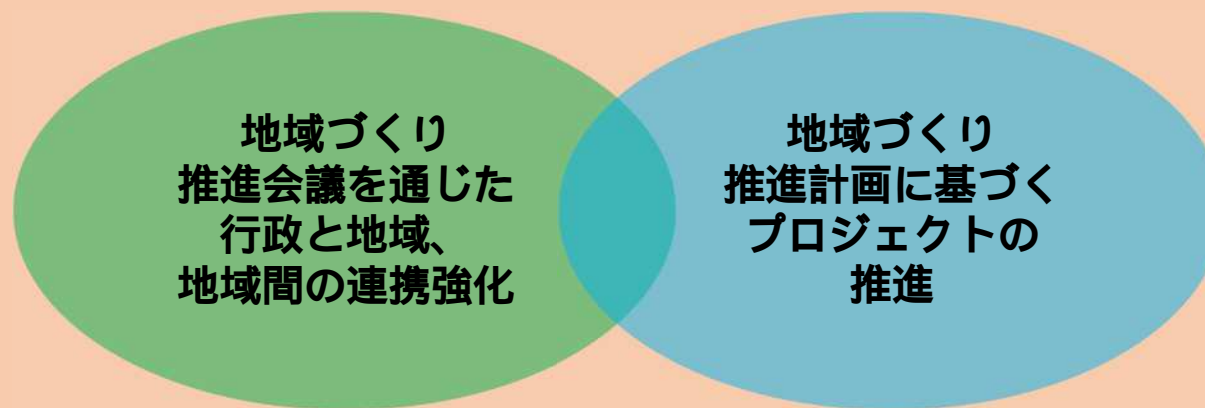 地域づくり
推進会議を通じた
行政と地域、
地域間の連携強化
地域づくり
推進計画に基づく
プロジェクトの
推進